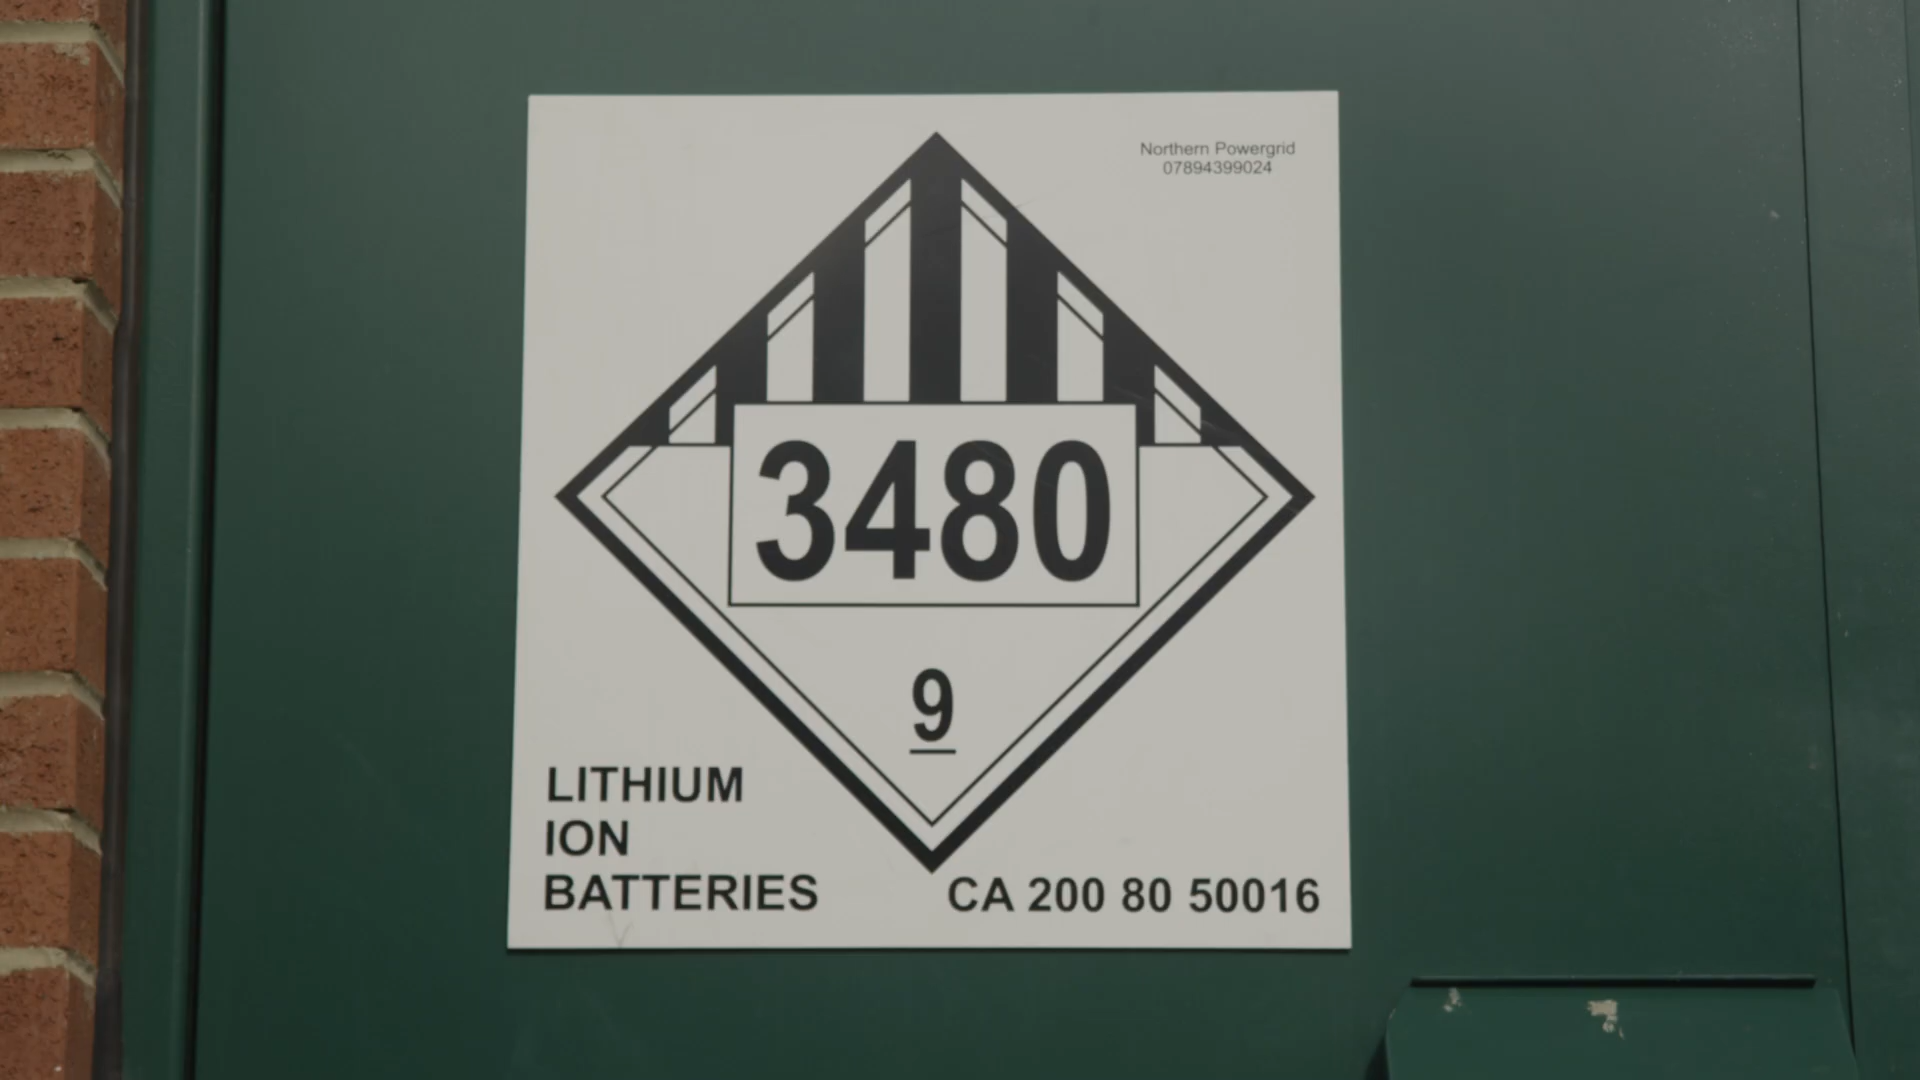 Northern Powergrid
07894399024
3480
9
LITHIUM
ION
BATTERIES
CA 200 80 50016